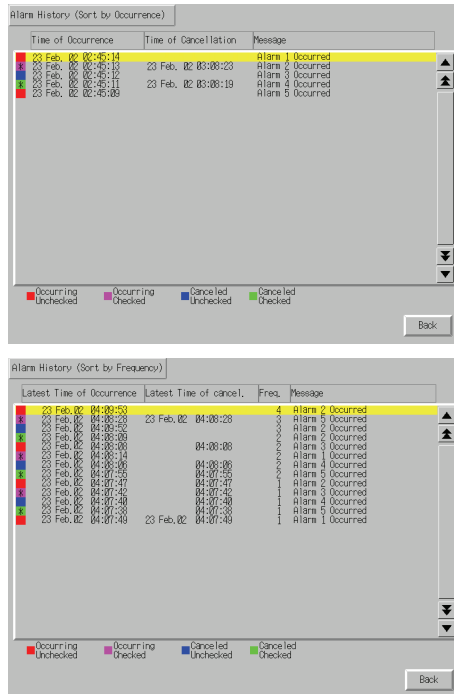 Alarm History (Sort by Occurrence)
Time of Occurrence Time of Cancellation Message
23 Feb. 02 02:45:14 Alarm 1 Occurred
* 23 Feb. 02 02:45:13 23 Feb. 02 03:08:23 Alarm 2 Occurred
23 Feb. 02 02:45:12 Alarm 3 Occurred
* 23 Feb. 02 02:45:11 23 Feb. 02 03:08:19 Alarm 4 Occurred
23 Feb. 02 02:45:09 Alarm 5 Occurred
Occurring Occurring Canceled Canceled
Unchecked Checked Unchecked Checked
Back
Alarm History (Sort by Frequency)
Latest Time of Occurrence Latest Time of cancel. Freq. Message
23 Feb.02 04:09:53 4 Alarm 2 Occurred
* 23 Feb.02 04:08:28 23 Feb.02 04:08:28 3 Alarm 5 Occurred
23 Feb.02 04:09:52 3 Alarm 2 Occurred
* 23 Feb.02 04:08:09 2 Alarm 2 Occurred
23 Feb.02 04:08:08 04:08:08 2 Alarm 3 Occurred
* 23 Feb.02 04:08:14 2 Alarm 1 Occurred
23 Feb.02 04:08:06 04:08:06 2 Alarm 4 Occurred
* 23 Feb.02 04:07:55 04:07:55 2 Alarm 5 Occurred
23 Feb.02 04:07:47 04:07:47 1 Alarm 2 Occurred
* 23 Feb.02 04:07:42 04:07:42 1 Alarm 3 Occurred
23 Feb.02 04:07:40 04:07:40 1 Alarm 4 Occurred
* 23 Feb.02 04:07:38 04:07:38 1 Alarm 5 Occurred
23 Feb.02 04:07:49 23 Feb.02 04:07:49 1 Alarm 1 Occurred
Occurring Occurring Canceled Canceled
Unchecked Checked Unchecked Checked
Back